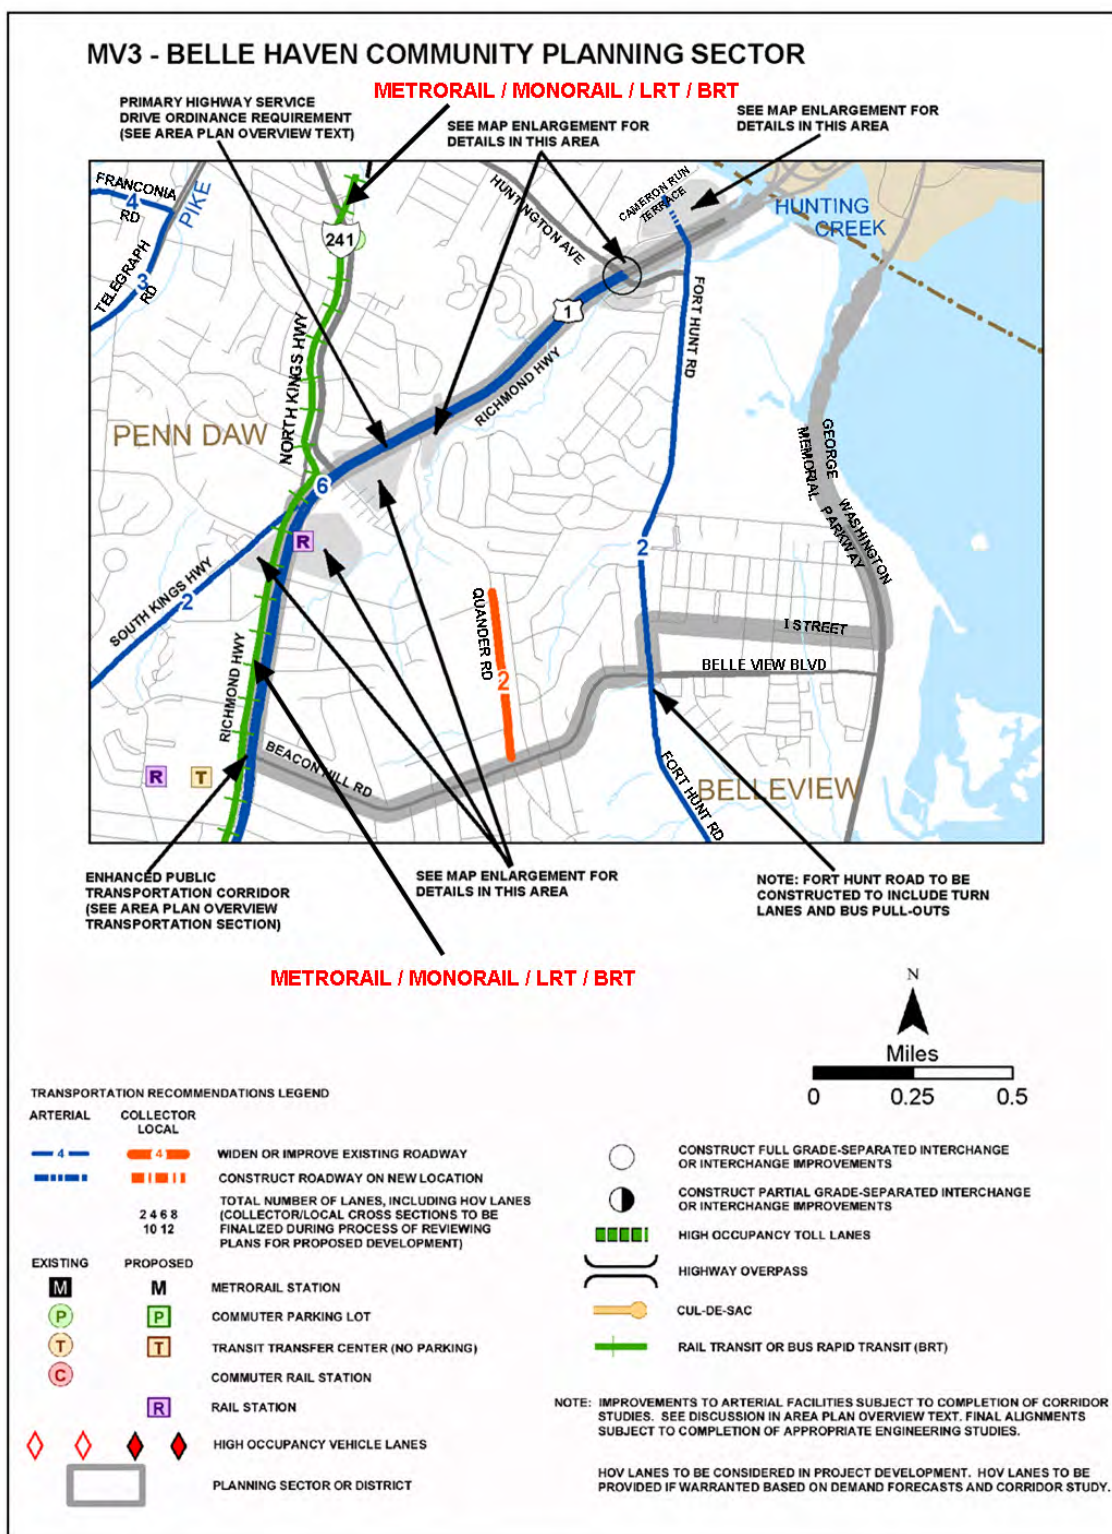 MV3 - BELLE HAVEN COMMUNITY PLANNING SECTOR
METRORAIL / MONORAIL / LRT / BRT
PRIMARY HIGHWAY SERVICE
DRIVE ORDINANCE REQUIREMENT
(SEE AREA PLAN OVERVIEW TEXT)
SEE MAP ENLARGEMENT FOR
DETAILS IN THIS AREA
SEE MAP ENLARGEMENT FOR
DETAILS IN THIS AREA
FRANCONIA
RD
4
PIKE
TELEGRAPH
RD
3
241
HUNTINGTON AVE
CAMERON RUN
TERRACE
HUNTING
CREEK
1
RICHMOND HWY
FORT HUNT RD
NORTH KINGS HWY
PENN DAW
6
GEORGE
WASHINGTON
MEMORIAL PARKWAY
R
2
SOUTH KINGS HWY
2
QUANDER RD
2
I STREET
BELLE VIEW BLVD
RICHMOND HWY
BEACON HILL RD
R
T
FORT HUNT RD
BELLEVIEW
ENHANCED PUBLIC
TRANSPORTATION CORRIDOR
(SEE AREA PLAN OVERVIEW
TRANSPORTATION SECTION)
SEE MAP ENLARGEMENT FOR
DETAILS IN THIS AREA
NOTE: FORT HUNT ROAD TO BE
CONSTRUCTED TO INCLUDE TURN
LANES AND BUS PULL-OUTS
METRORAIL / MONORAIL / LRT / BRT
N
Miles
0 0.25 0.5
TRANSPORTATION RECOMMENDATIONS LEGEND
ARTERIAL
COLLECTOR
LOCAL
4 4 WIDEN OR IMPROVE EXISTING ROADWAY
CONSTRUCT ROADWAY ON NEW LOCATION
2 4 6 8
10 12
TOTAL NUMBER OF LANES, INCLUDING HOV LANES
(COLLECTOR/LOCAL CROSS SECTIONS TO BE
FINALIZED DURING PROCESS OF REVIEWING
PLANS FOR PROPOSED DEVELOPMENT)
EXISTING PROPOSED
M M METRORAIL STATION
P P COMMUTER PARKING LOT
T T TRANSIT TRANSFER CENTER (NO PARKING)
C COMMUTER RAIL STATION
R RAIL STATION
HIGH OCCUPANCY VEHICLE LANES
PLANNING SECTOR OR DISTRICT
CONSTRUCT FULL GRADE-SEPARATED INTERCHANGE
OR INTERCHANGE IMPROVEMENTS
CONSTRUCT PARTIAL GRADE-SEPARATED INTERCHANGE
OR INTERCHANGE IMPROVEMENTS
HIGH OCCUPANCY TOLL LANES
HIGHWAY OVERPASS
CUL-DE-SAC
RAIL TRANSIT OR BUS RAPID TRANSIT (BRT)
NOTE: IMPROVEMENTS TO ARTERIAL FACILITIES SUBJECT TO COMPLETION OF CORRIDOR
STUDIES. SEE DISCUSSION IN AREA PLAN OVERVIEW TEXT. FINAL ALIGNMENTS
SUBJECT TO COMPLETION OF APPROPRIATE ENGINEERING STUDIES.
HOV LANES TO BE CONSIDERED IN PROJECT DEVELOPMENT. HOV LANES TO BE
PROVIDED IF WARRANTED BASED ON DEMAND FORECASTS AND CORRIDOR STUDY.